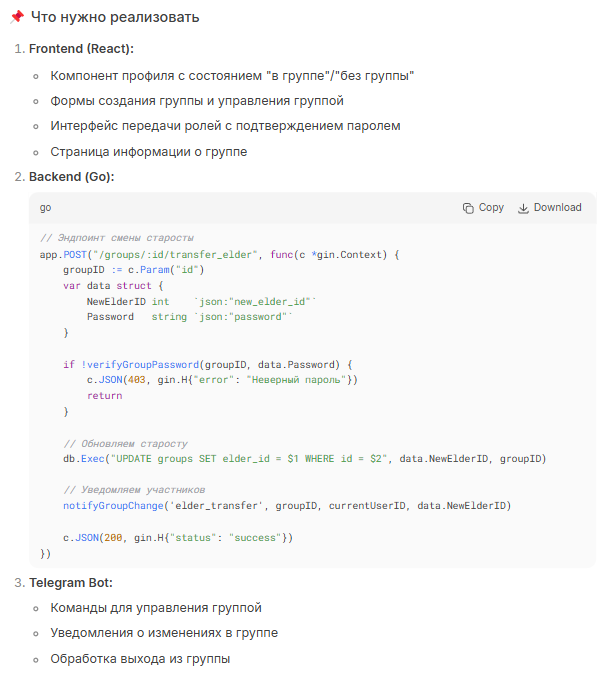 📌 Что нужно реализовать
1. Frontend (React):
Компонент профиля с состоянием "в группе"/"без группы"
Формы создания группы и управления группой
Интерфейс передачи ролей с подтверждением паролем
Страница информации о группе
2. Backend (Go):
go Copy Download
// Эндпоинт смены старосты
app.POST("/groups/:id/transfer_elder", func(c *gin.Context) {
    groupID := c.Param("id")
    var data struct {
        NewElderID int    `json:"new_elder_id"`
        Password   string `json:"password"`
    }

    if !verifyGroupPassword(groupID, data.Password) {
        c.JSON(403, gin.H{"error": "Неверный пароль"})
        return
    }

    // Обновляем старосту
    db.Exec("UPDATE groups SET elder_id = $1 WHERE id = $2", data.NewElderID, groupID)

    // Уведомляем участников
    notifyGroupChange('elder_transfer', groupID, currentUserID, data.NewElderID)

    c.JSON(200, gin.H{"status": "success"})
})
3. Telegram Bot:
Команды для управления группой
Уведомления о изменениях в группе
Обработка выхода из группы